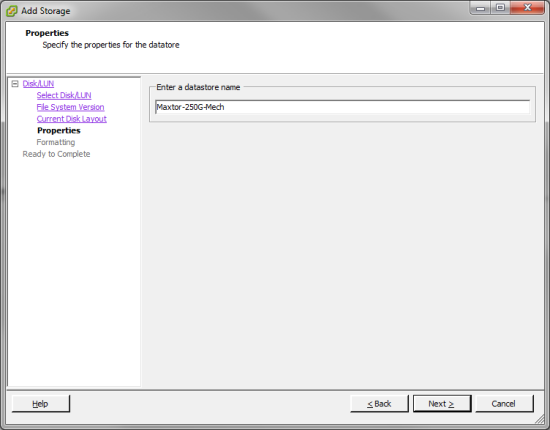 Add Storage
Properties
Specify the properties for the datatore
Disk/LUN
Select Disk/LUN
File System Version
Current Disk Layout
Properties
Formatting
Ready to Complete
Enter a datastore name
Maxtor-250G-Mech
Help
< Back
Next >
Cancel